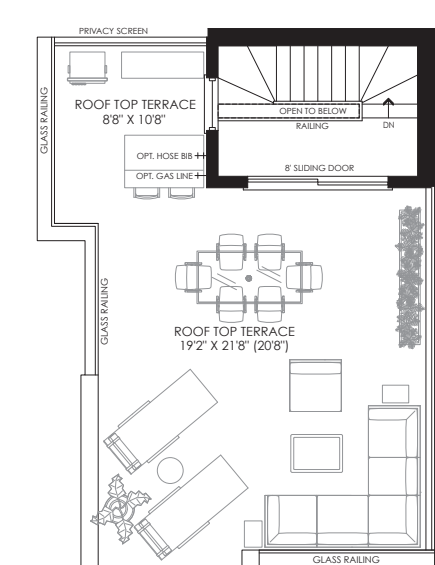 PRIVACY SCREEN
GLASS RAILING
ROOF TOP TERRACE
8'8" X 10'8"
OPEN TO BELOW
RAILING
DN
OPT. HOSE BIB
OPT. GAS LINE
8' SLIDING DOOR
GLASS RAILING
ROOF TOP TERRACE
19'2" X 21'8" (20'8")
GLASS RAILING